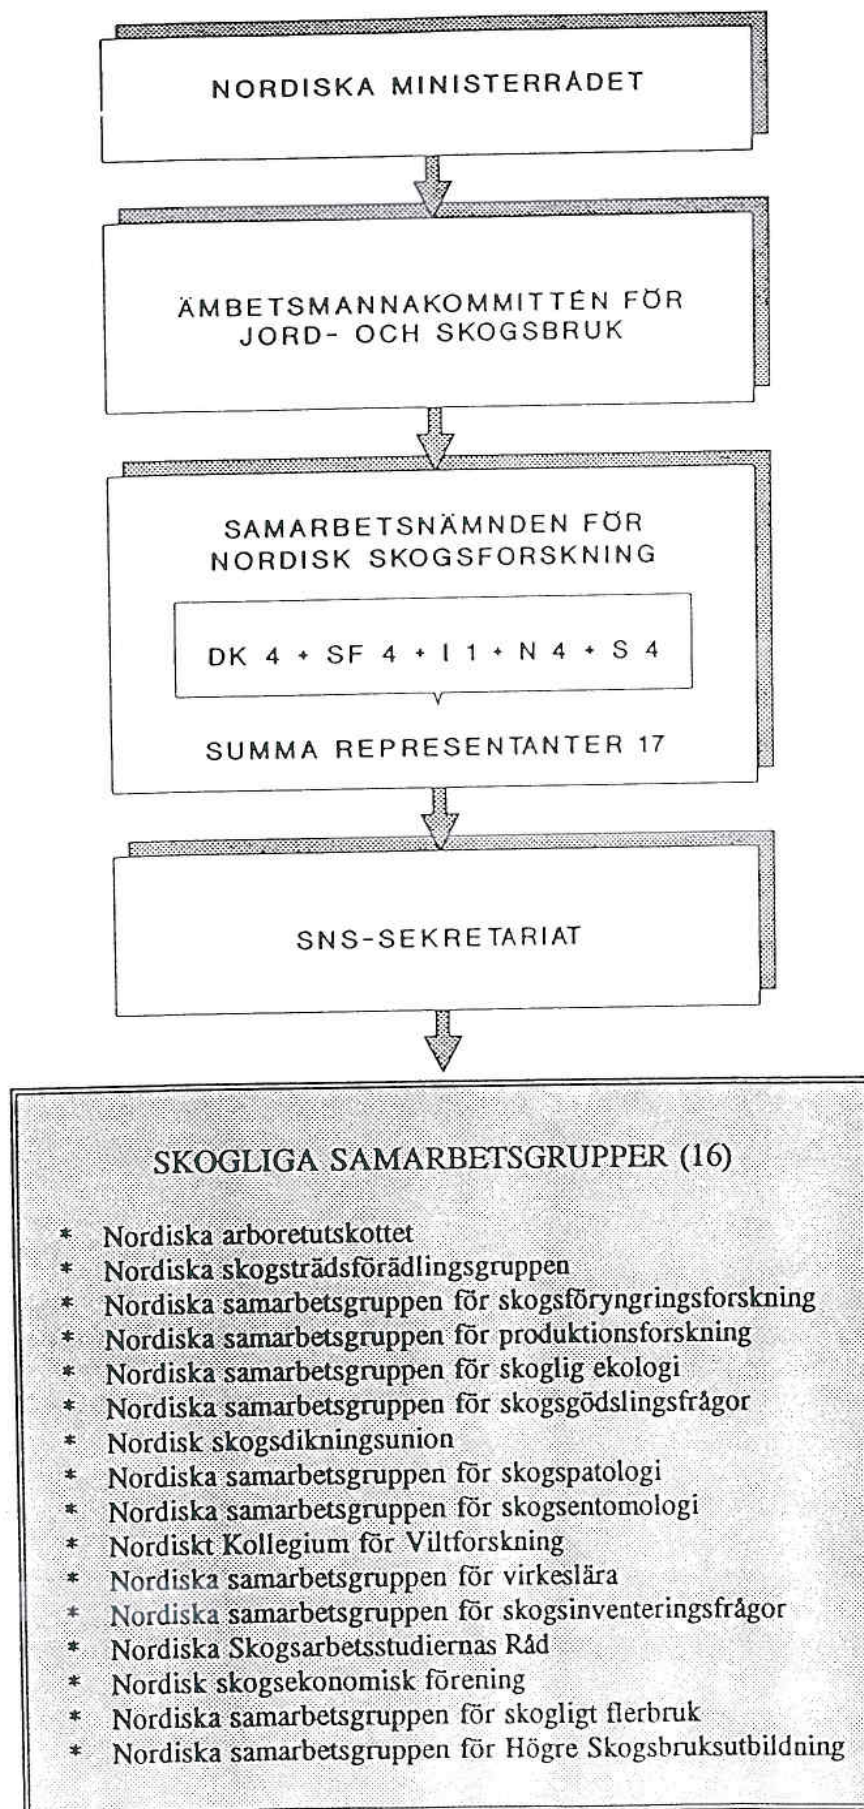 NORDISKA MINISTERRÅDET
ÄMBETSMANNAKOMMITTÉN FÖR
JORD- OCH SKOGSBRUK
SAMARBETSNÄMNDEN FÖR
NORDISK SKOGSFORSKNING
DK 4 + SF 4 + I 1 + N 4 + S 4
SUMMA REPRESENTANTER 17
SNS-SEKRETARIAT
SKOGLIGA SAMARBETSGRUPPER (16)
* Nordiska arboretutskottet
* Nordiska skogsträdsförädlingsgruppen
* Nordiska samarbetsgruppen för skogsföryngringsforskning
* Nordiska samarbetsgruppen för produktionsforskning
* Nordiska samarbetsgruppen för skoglig ekologi
* Nordiska samarbetsgruppen för skogsgödslingsfrågor
* Nordisk skogsdikningsunion
* Nordiska samarbetsgruppen för skogspatologi
* Nordiska samarbetsgruppen för skogsentomologi
* Nordiskt Kollegium för Viltforskning
* Nordiska samarbetsgruppen för virkeslära
* Nordiska samarbetsgruppen för skogsinventeringsfrågor
* Nordiska Skogsarbetsstudiernas Råd
* Nordisk skogsekonomisk förening
* Nordiska samarbetsgruppen för skogligt flerbruk
* Nordiska samarbetsgruppen för Högre Skogsbruksutbildning